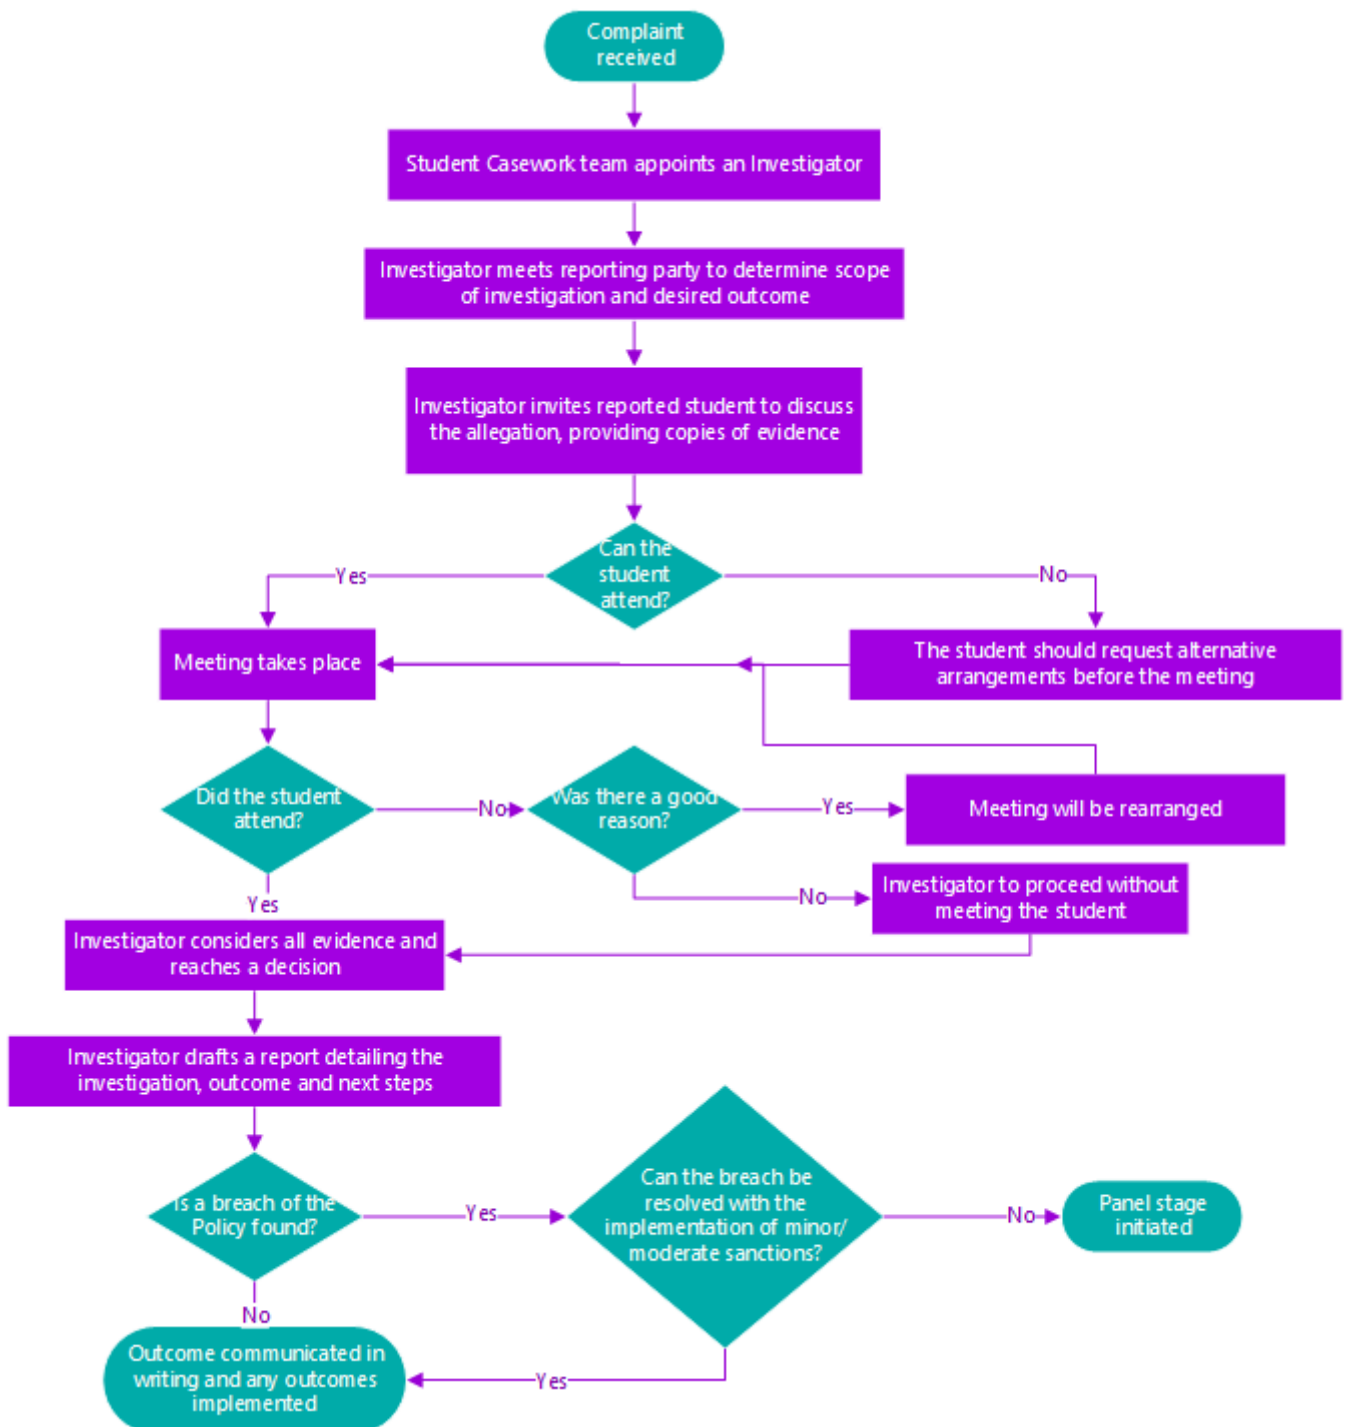 Complaint
received
Student Casework team appoints an Investigator
Investigator meets reporting party to determine scope
of investigation and desired outcome
Investigator invites reported student to discuss
the allegation, providing copies of evidence
Can the
student
attend?
Yes
No
Meeting takes place
The student should request alternative
arrangements before the meeting
Did the student
attend?
No
Was there a good
reason?
Yes
Meeting will be rearranged
Yes
No
Investigator to proceed without
meeting the student
Investigator considers all evidence and
reaches a decision
Investigator drafts a report detailing the
investigation, outcome and next steps
Is a breach of the
Policy found?
Yes
Can the breach be
resolved with the
implementation of minor/
moderate sanctions?
No
Panel stage
initiated
No
Outcome communicated in
writing and any outcomes
implemented
Yes